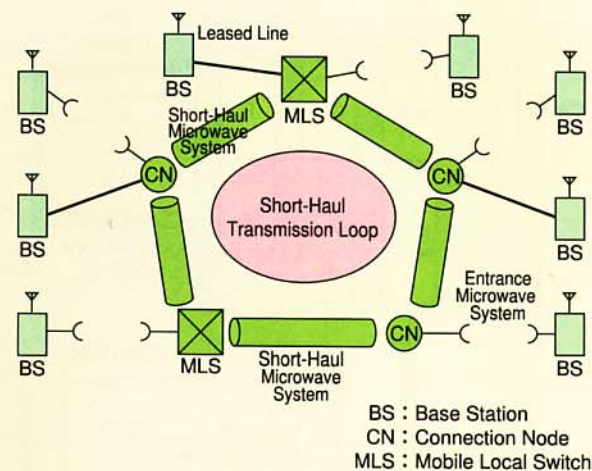 Leased Line
BS
BS
MLS
BS
BS
Short-Haul
Microwave
System
CN
CN
Short-Haul
Transmission Loop
BS
BS
Entrance
Microwave
System
CN
BS
MLS
BS
Short-Haul
Microwave
System
BS : Base Station
CN : Connection Node
MLS : Mobile Local Switch